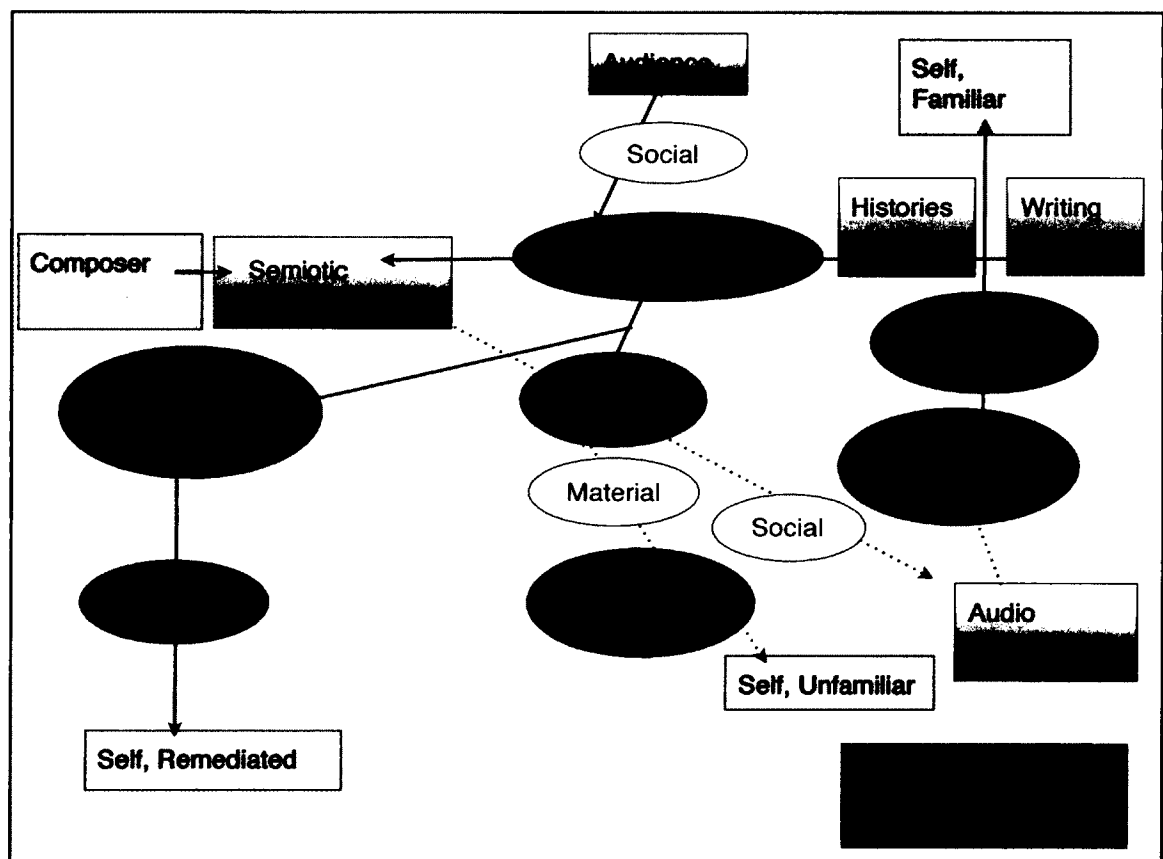 Audience
Self,
Familiar
Social
Histories
Writing
Composer
Semiotic
Material
Social
Audio
Self, Unfamiliar
Self, Remediated